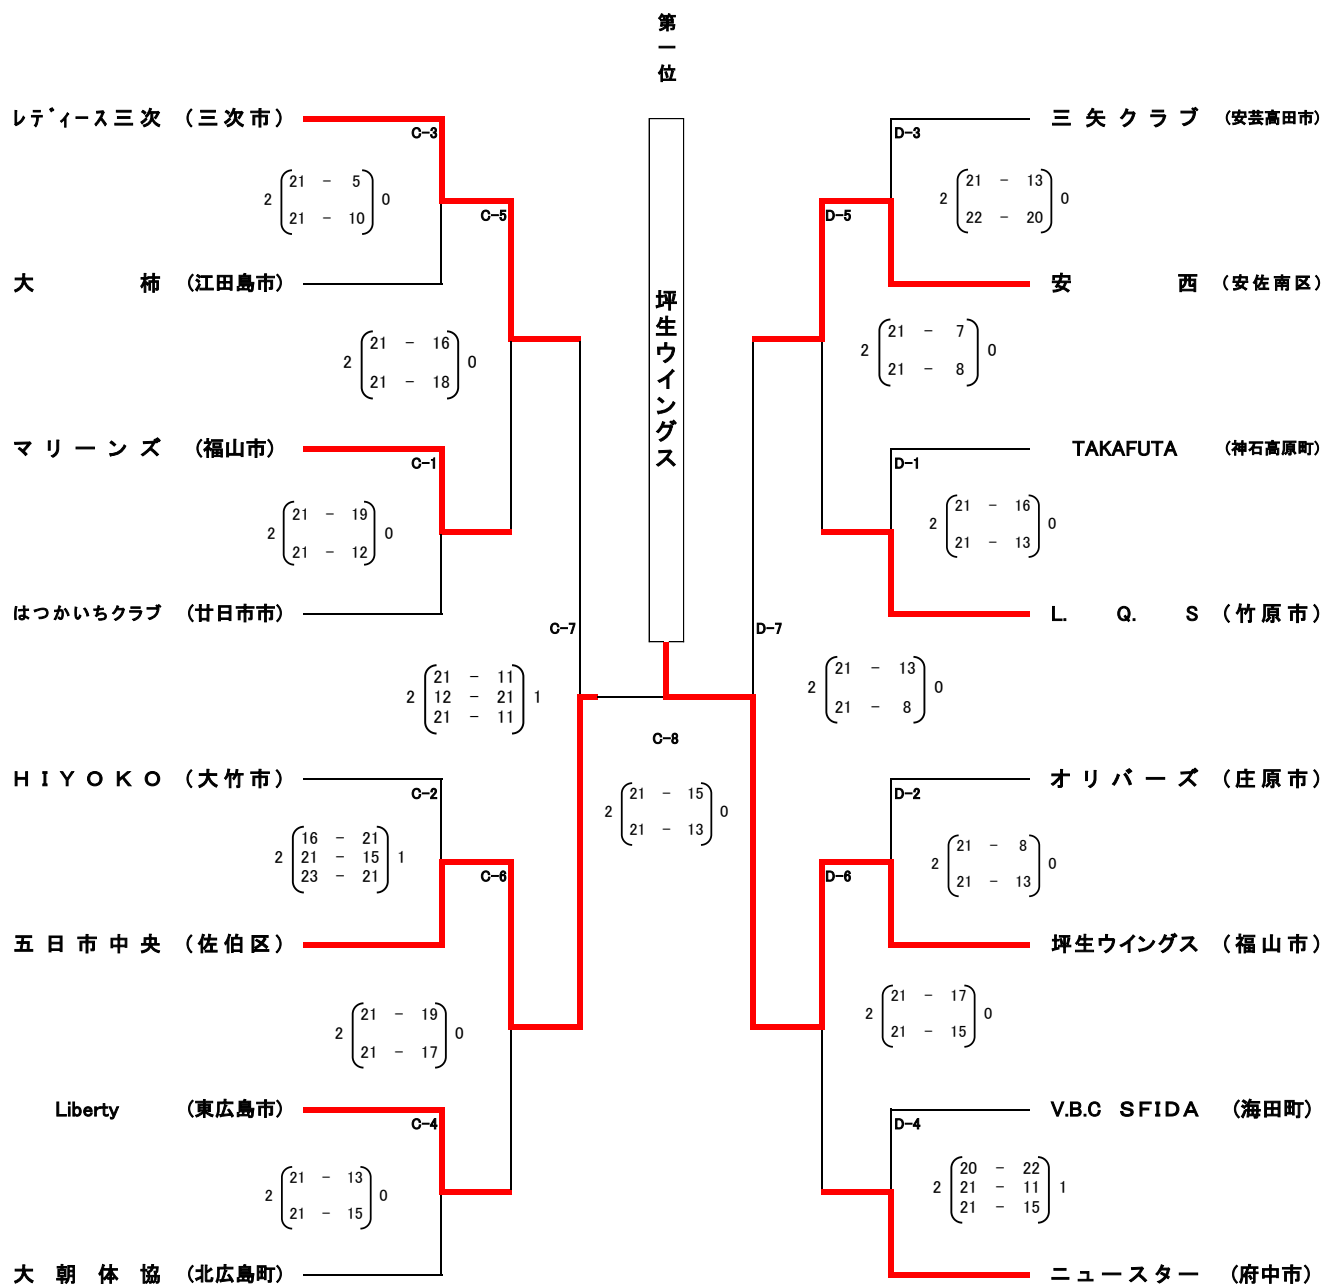 第一位
坪生ウイングス
レディース三次 (三次市)
C-3
2 21 - 5 0
21 - 10
C-5
大柿 (江田島市)
2 21 - 16 0
21 - 18
マリーンズ (福山市)
C-1
2 21 - 19 0
21 - 12
はつかいちクラブ (廿日市市)
C-7
2 21 - 11 1
12 - 21
21 - 11
HIYOKO (大竹市)
C-2
2 16 - 21 1
21 - 15
23 - 21
C-6
五日市中央 (佐伯区)
2 21 - 19 0
21 - 17
Liberty (東広島市)
C-4
2 21 - 13 0
21 - 15
大朝体協 (北広島町)
C-8
2 21 - 15 0
21 - 13
三矢クラブ (安芸高田市)
D-3
2 21 - 13 0
22 - 20
D-5
安西 (安佐南区)
2 21 - 7 0
21 - 8
TAKAFUTA (神石高原町)
D-1
2 21 - 16 0
21 - 13
L. Q. S (竹原市)
D-7
2 21 - 13 0
21 - 8
オリバーズ (庄原市)
D-2
2 21 - 8 0
21 - 13
D-6
坪生ウイングス (福山市)
2 21 - 17 0
21 - 15
V.B.C SFIDA (海田町)
D-4
2 20 - 22 1
21 - 11
21 - 15
ニュースター (府中市)